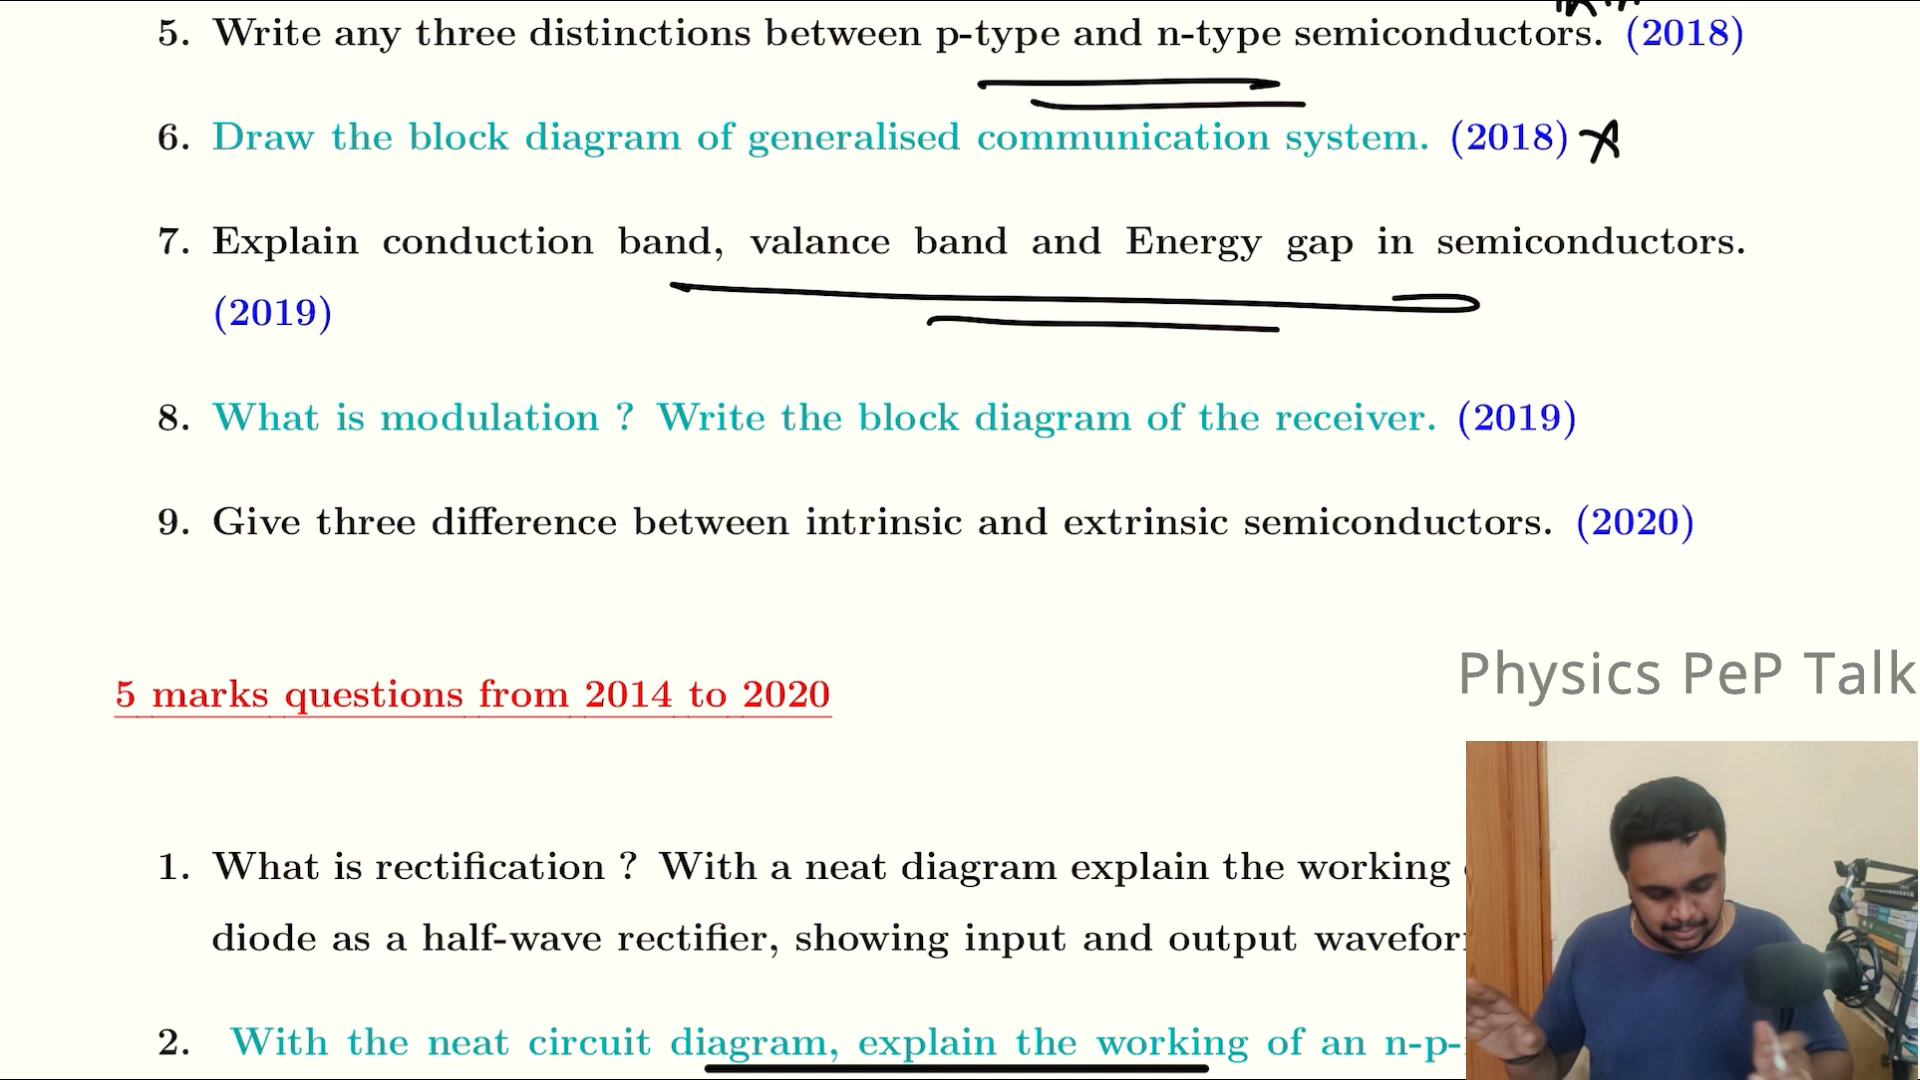 5. Write any three distinctions between p-type and n-type semiconductors. (2018)
6. Draw the block diagram of generalised communication system. (2018)
7. Explain conduction band, valance band and Energy gap in semiconductors.
(2019)
8. What is modulation ? Write the block diagram of the receiver. (2019)
9. Give three difference between intrinsic and extrinsic semiconductors. (2020)
Physics PeP Talk
5 marks questions from 2014 to 2020
1. What is rectification ? With a neat diagram explain the working
diode as a half-wave rectifier, showing input and output wavefor
2. With the neat circuit diagram, explain the working of an n-p-